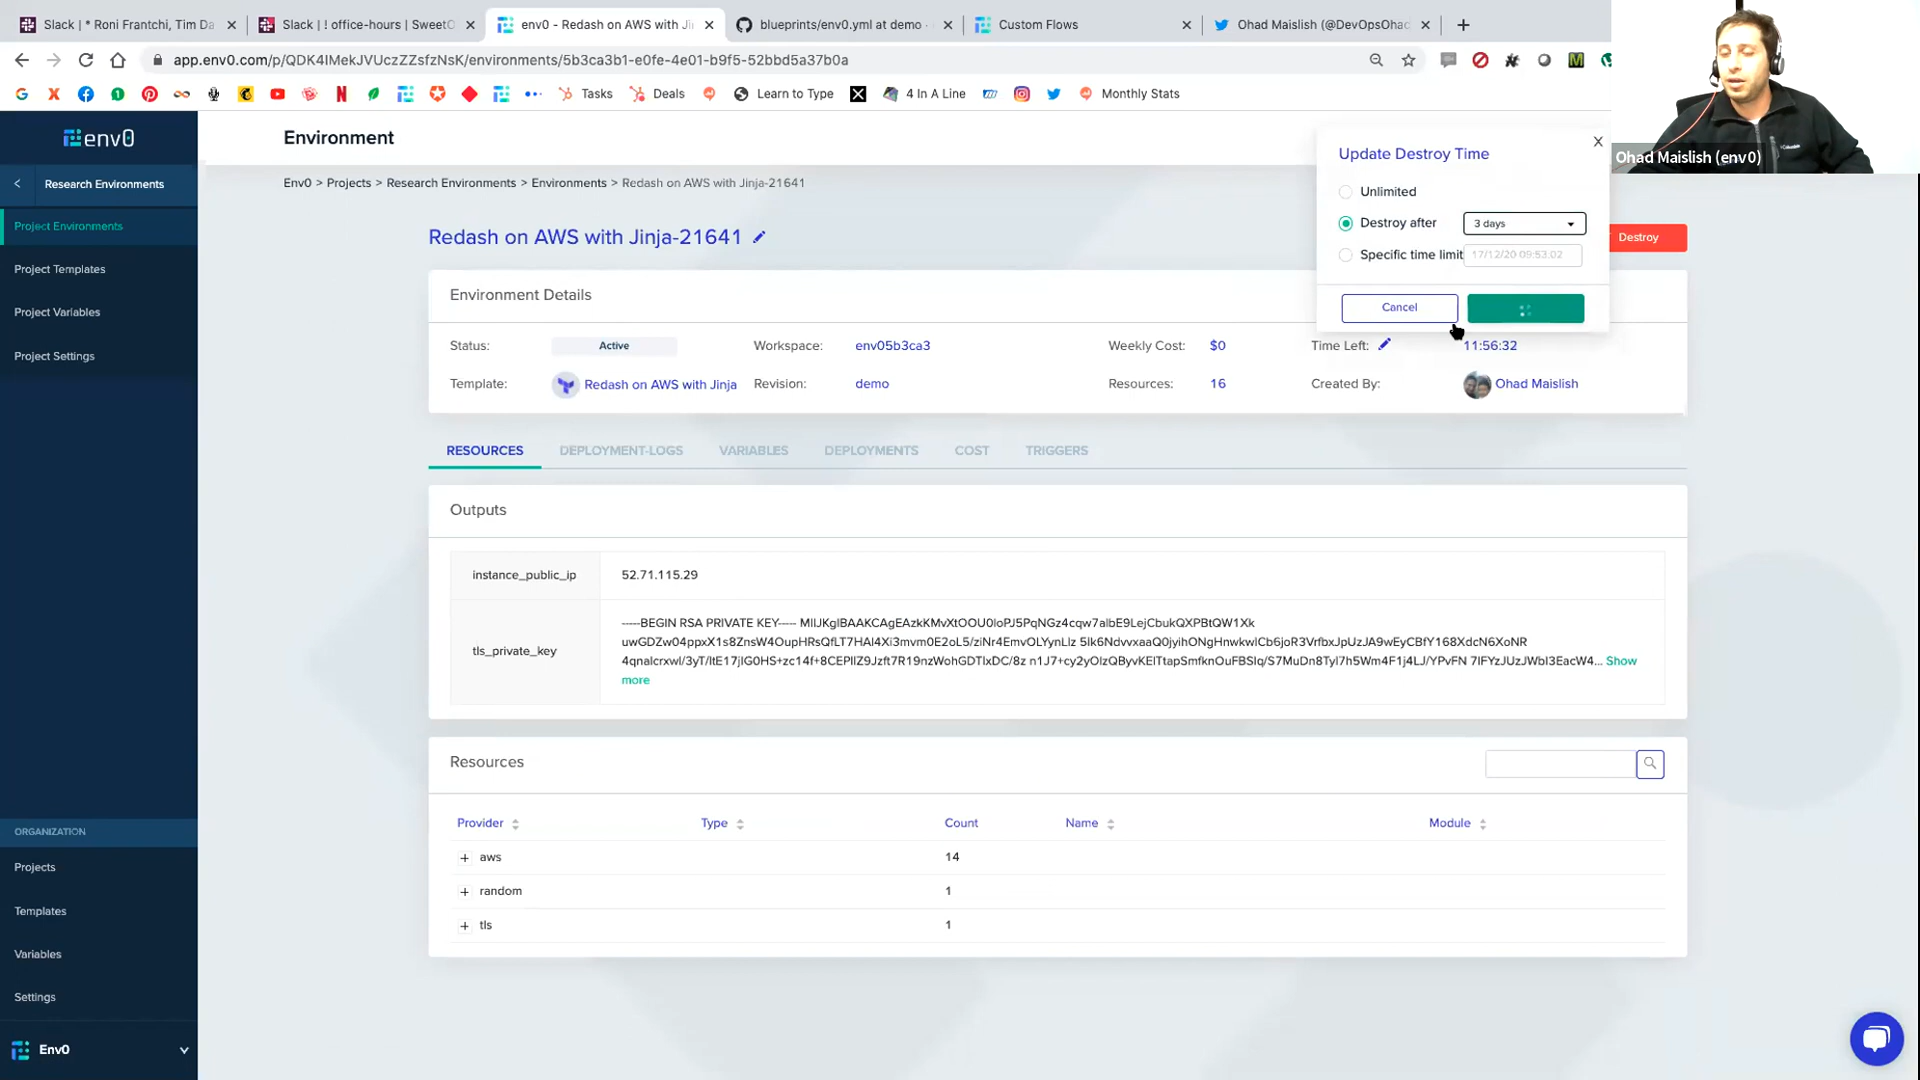 Slack | * Roni Frantchi, Tim Da
Slack | ! office-hours | SweetO
env0 - Redash on AWS with Jin
blueprints/env0.yml at demo ·
Custom Flows
Ohad Maislish (@DevOpsOhad
app.env0.com/p/QDK4IMekJVUczZZsfzNsK/environments/5b3ca3b1-e0fe-4e01-b9f5-52bbd5a37b0a
Tasks
Deals
Learn to Type
4 In A Line
Monthly Stats
Ohad Maislish (env0)
env0
Research Environments
Project Environments
Project Templates
Project Variables
Project Settings
ORGANIZATION
Projects
Templates
Variables
Settings
Env0
Environment
Env0 > Projects > Research Environments > Environments > Redash on AWS with Jinja-21641
Redash on AWS with Jinja-21641
Update Destroy Time
X
Unlimited
Destroy after 3 days
Specific time limit 17/12/20 09:53:02
Cancel
Destroy
Environment Details
Status: Active Workspace: env05b3ca3 Weekly Cost: $0 Time Left: 11:56:32
Template: Redash on AWS with Jinja Revision: demo Resources: 16 Created By: Ohad Maislish
RESOURCES DEPLOYMENT-LOGS VARIABLES DEPLOYMENTS COST TRIGGERS
Outputs
instance_public_ip 52.71.115.29
tls_private_key
-----BEGIN RSA PRIVATE KEY-----
Show
more
Resources
Provider Type Count Name Module
+ aws 14
+ random 1
+ tls 1